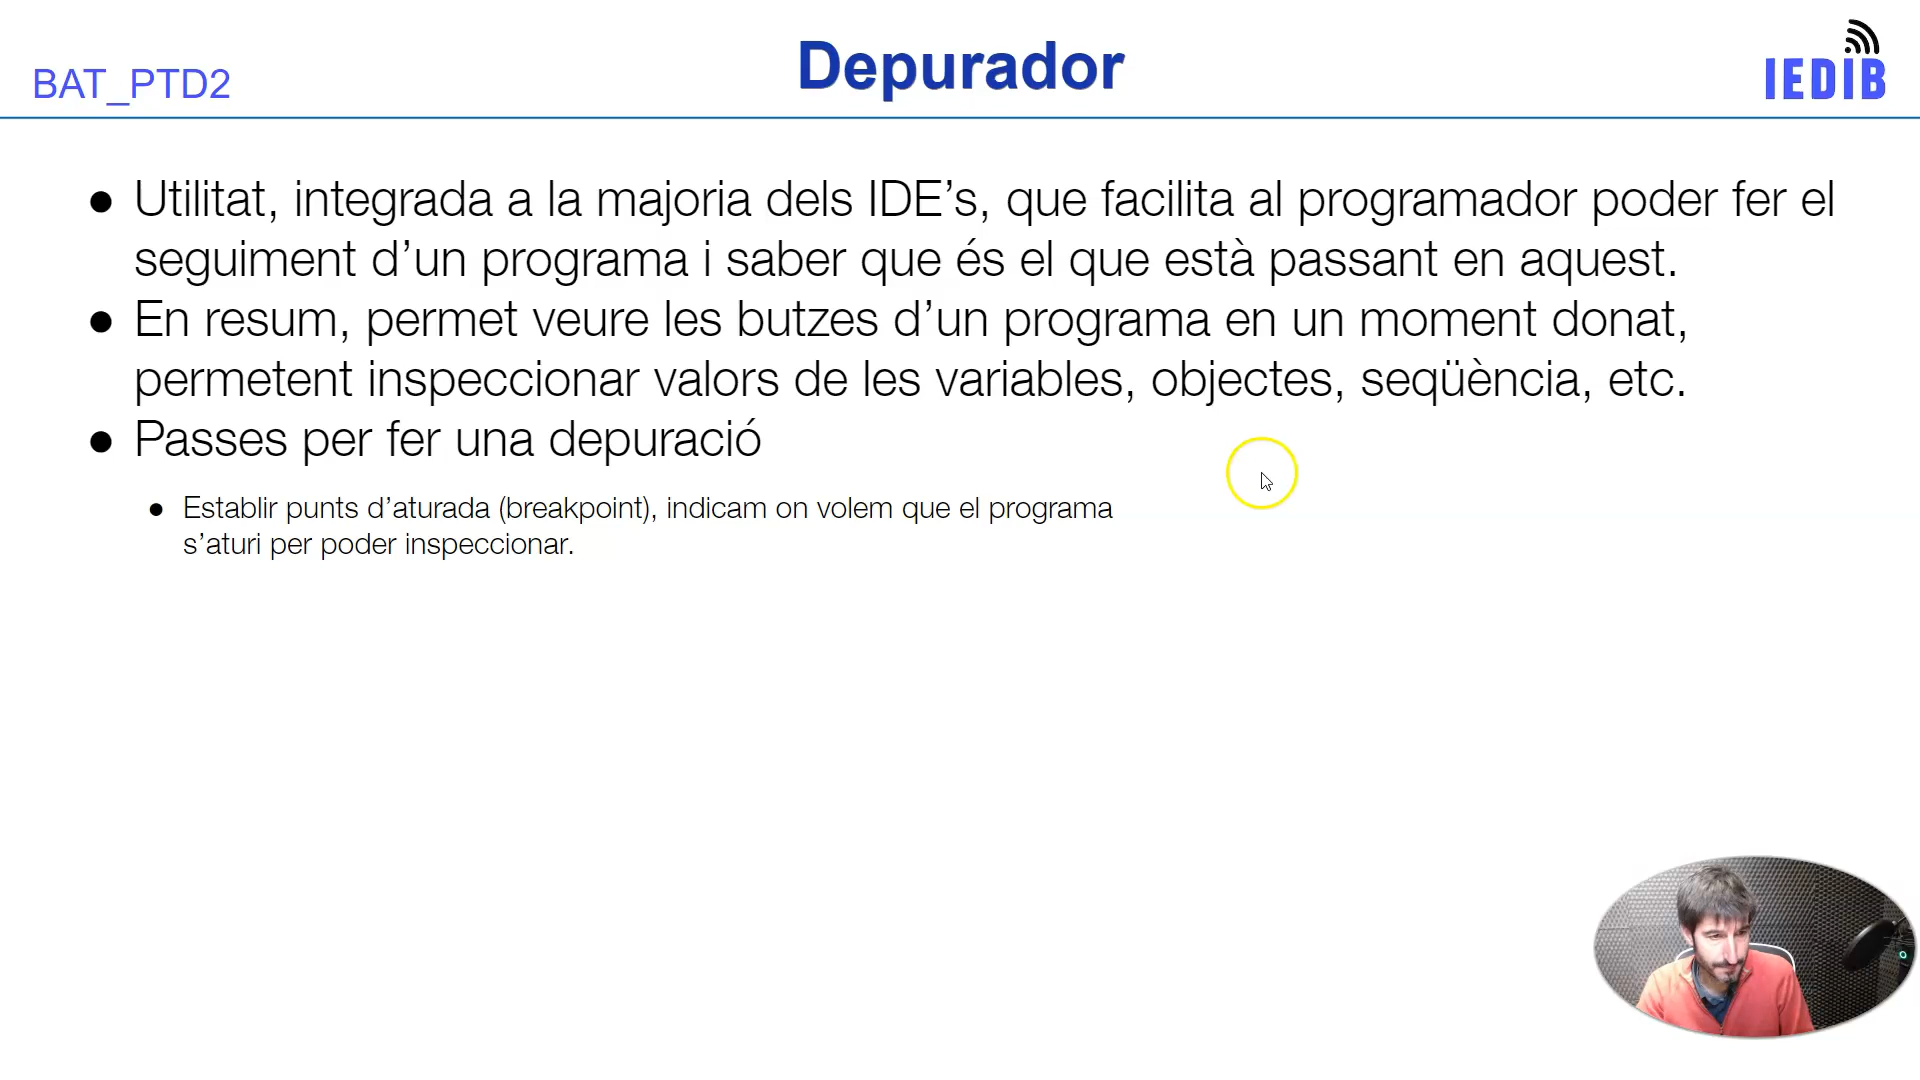 BAT_PTD2
Depurador
IEDIB
● Utilitat, integrada a la majoria dels IDE’s, que facilita al programador poder fer el
seguiment d’un programa i saber que és el que està passant en aquest.
● En resum, permet veure les butzes d’un programa en un moment donat,
permetent inspeccionar valors de les variables, objectes, seqüència, etc.
● Passes per fer una depuració
● Establir punts d’aturada (breakpoint), indicam on volem que el programa
s’aturi per poder inspeccionar.